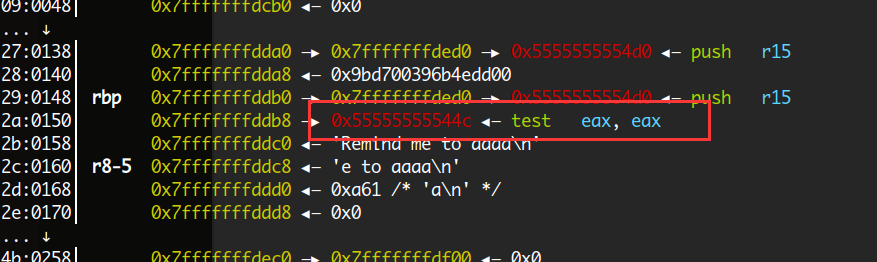 09:0048│ 0x7fffffffdcb0 ◂— 0x0
... ↓
27:0138│ 0x7fffffffdda0 —▸ 0x7fffffffded0 —▸ 0x5555555554d0 ◂— push r15
28:0140│ 0x7fffffffdda8 ◂— 0x9bd700396b4edd00
29:0148│ rbp 0x7fffffffddb0 —▸ 0x7fffffffded0 —▸ 0x5555555554d0 ◂— push r15
2a:0150│ 0x7fffffffddb8 —▸ 0x55555555544c ◂— test eax, eax
2b:0158│ 0x7fffffffddc0 ◂— 'Remind me to aaaa\n'
2c:0160│ r8-5 0x7fffffffddc8 ◂— 'e to aaaa\n'
2d:0168│ 0x7fffffffddd0 ◂— 0xa61 /* 'a\n' */
2e:0170│ 0x7fffffffddd8 ◂— 0x0
... ↓
4b:0258│ 0x7fffffffdec0 —▸ 0x7fffffffdf00 ◂— 0x0